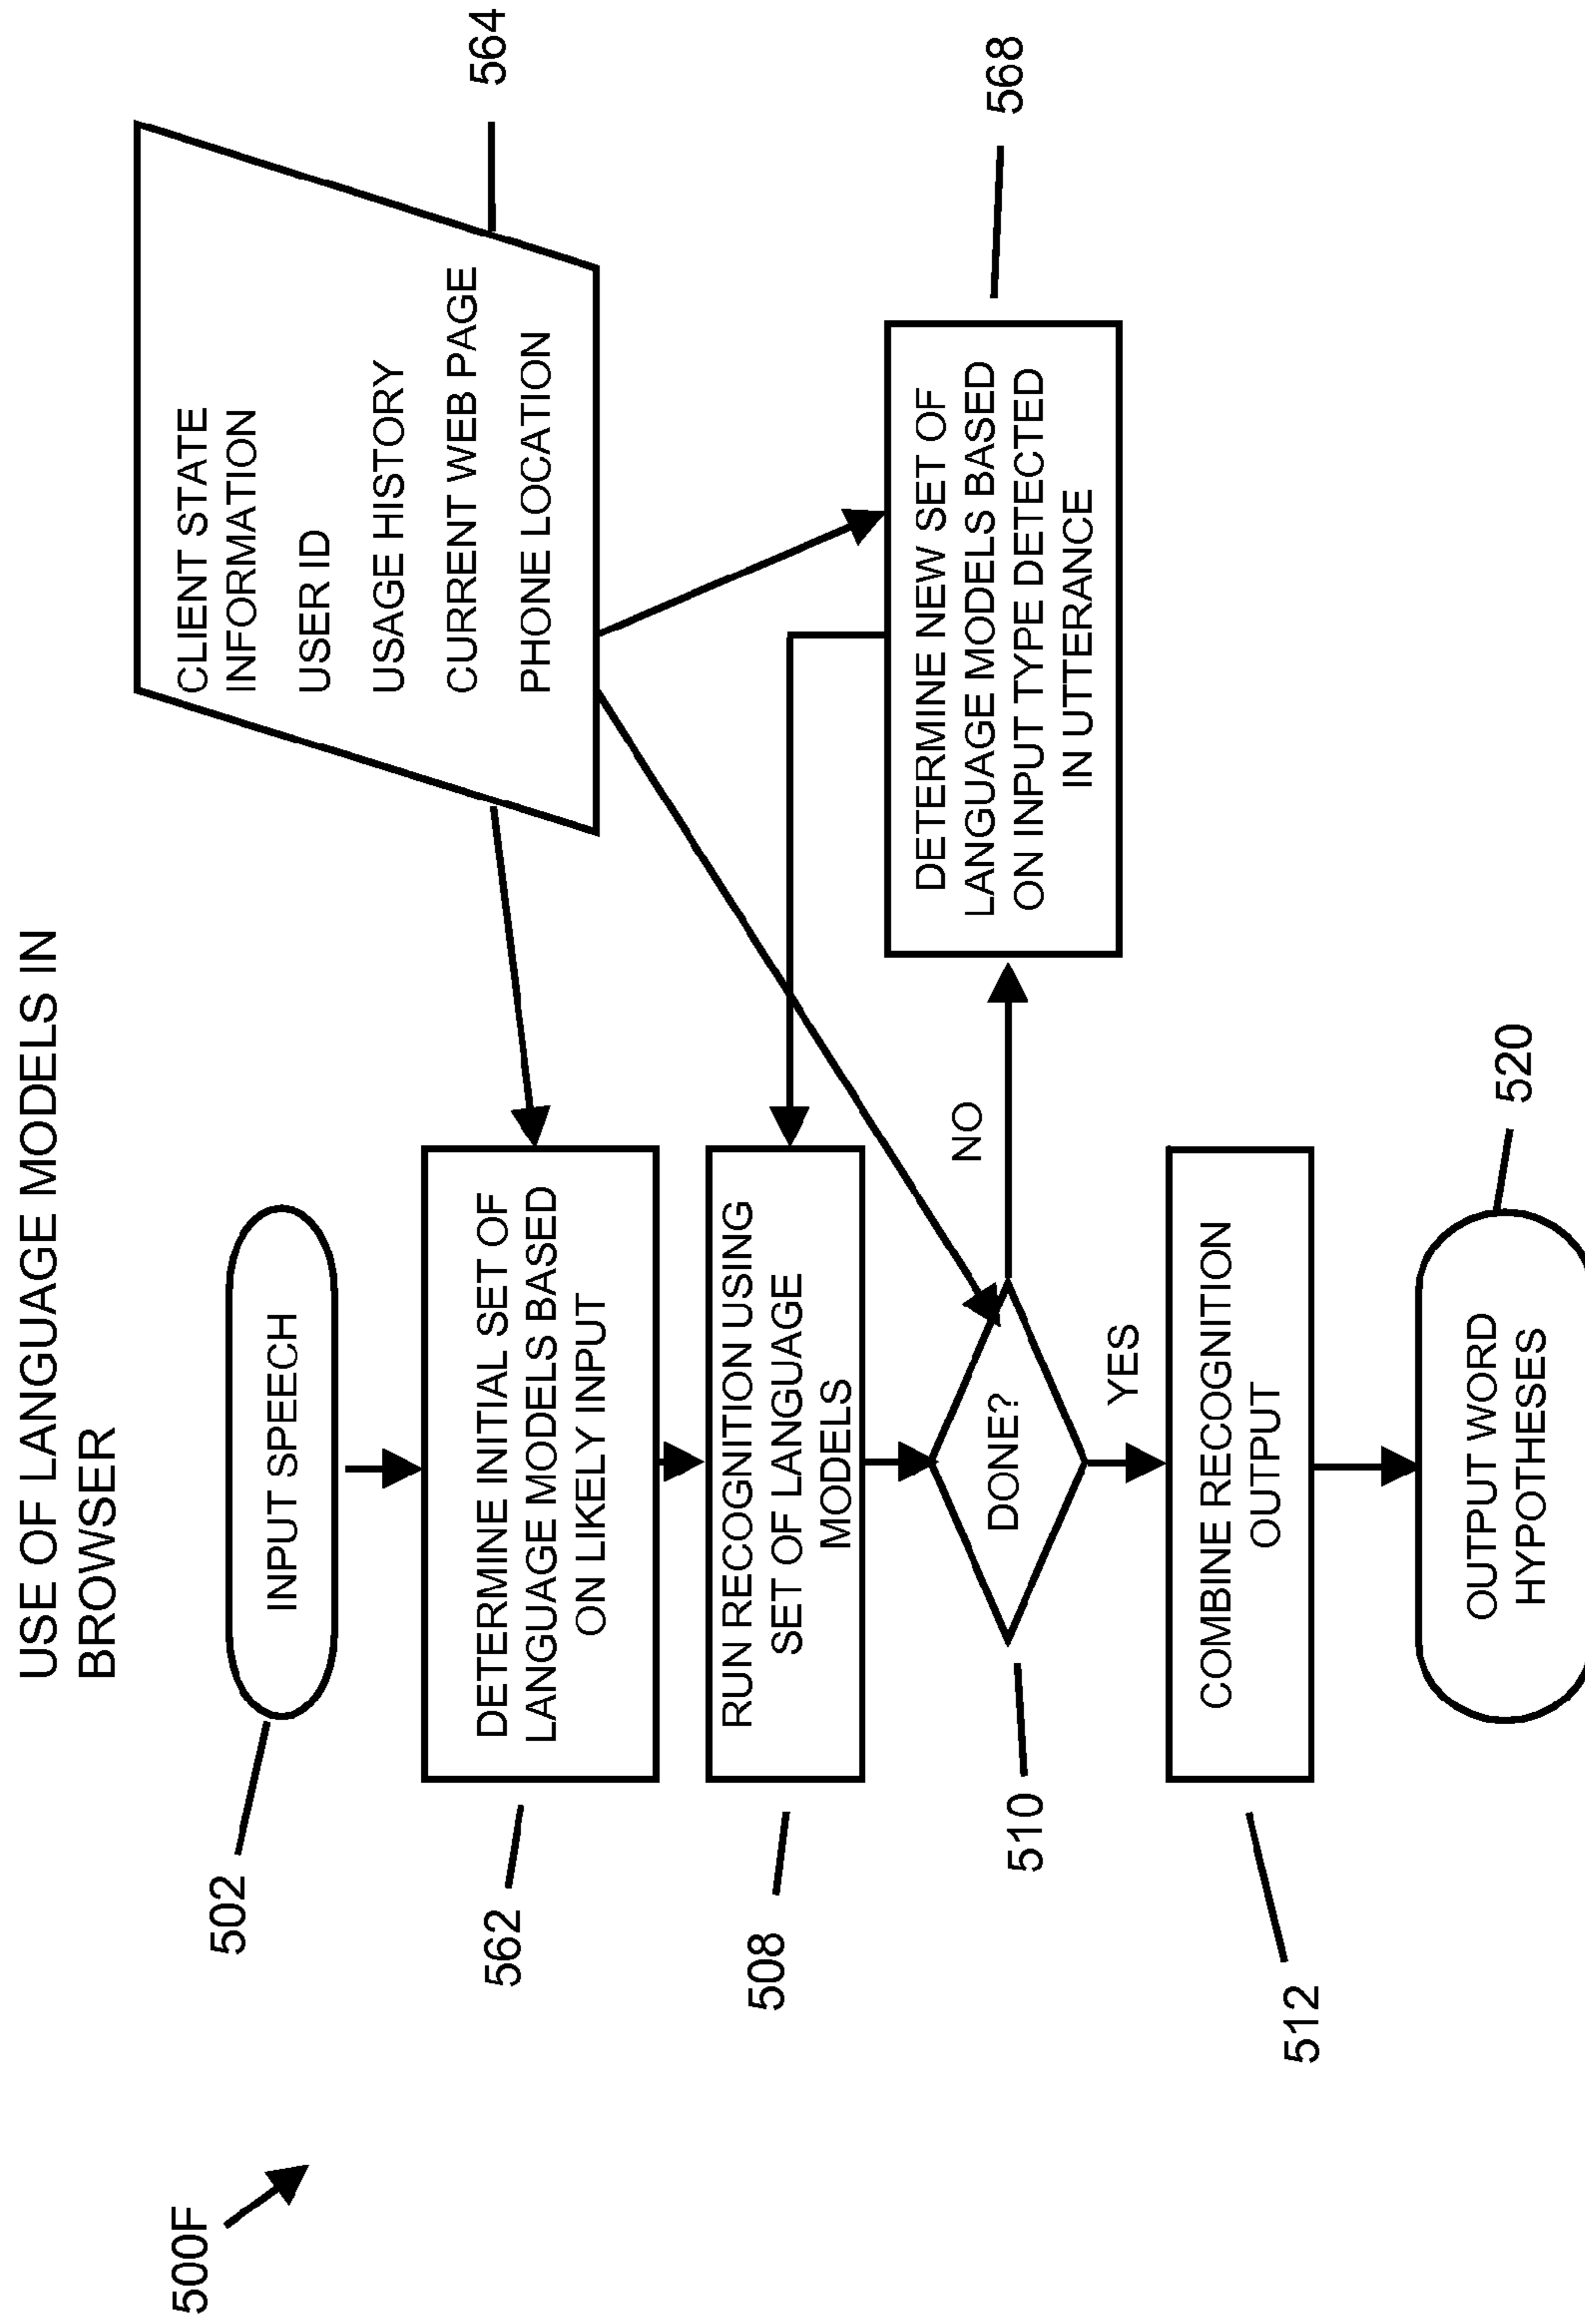 USE OF LANGUAGE MODELS IN
BROWSER
500F
502
INPUT SPEECH
CLIENT STATE
INFORMATION
USER ID
USAGE HISTORY
CURRENT WEB PAGE
PHONE LOCATION
564
562
DETERMINE INITIAL SET OF
LANGUAGE MODELS BASED
ON LIKELY INPUT
508
RUN RECOGNITION USING
SET OF LANGUAGE
MODELS
510
DONE?
NO
YES
DETERMINE NEW SET OF
LANGUAGE MODELS BASED
ON INPUT TYPE DETECTED
IN UTTERANCE
568
512
COMBINE RECOGNITION
OUTPUT
OUTPUT WORD
HYPOTHESES
520